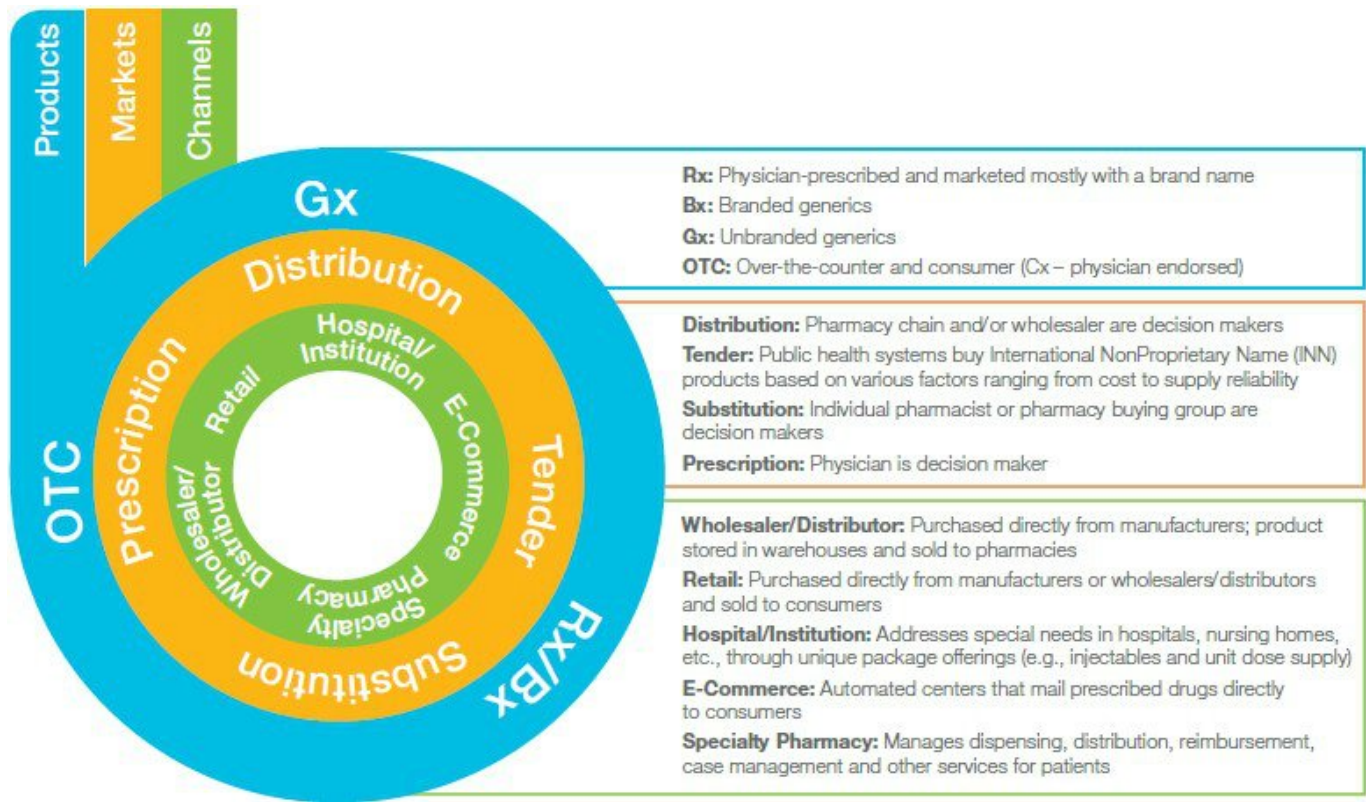 Products
Markets
Channels
Gx
Distribution
Hospital/
Institution
Retail
E-Commerce
Prescription
Tender
OTC
Wholesaler/
Distributor
Specialty
Pharmacy
Substitution
Rx/Bx
Rx: Physician-prescribed and marketed mostly with a brand name
Bx: Branded generics
Gx: Unbranded generics
OTC: Over-the-counter and consumer (Cx – physician endorsed)
Distribution: Pharmacy chain and/or wholesaler are decision makers
Tender: Public health systems buy International NonProprietary Name (INN)
products based on various factors ranging from cost to supply reliability
Substitution: Individual pharmacist or pharmacy buying group are
decision makers
Prescription: Physician is decision maker
Wholesaler/Distributor: Purchased directly from manufacturers; product
stored in warehouses and sold to pharmacies
Retail: Purchased directly from manufacturers or wholesalers/distributors
and sold to consumers
Hospital/Institution: Addresses special needs in hospitals, nursing homes,
etc., through unique package offerings (e.g., injectables and unit dose supply)
E-Commerce: Automated centers that mail prescribed drugs directly
to consumers
Specialty Pharmacy: Manages dispensing, distribution, reimbursement,
case management and other services for patients